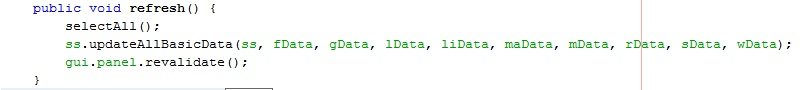 public void refresh() {
    selectAll();
    ss.updateAllBasicData(ss, fData, gData, lData, liData, maData, mData, rData, sData, wData);
    gui.panel.revalidate();
}